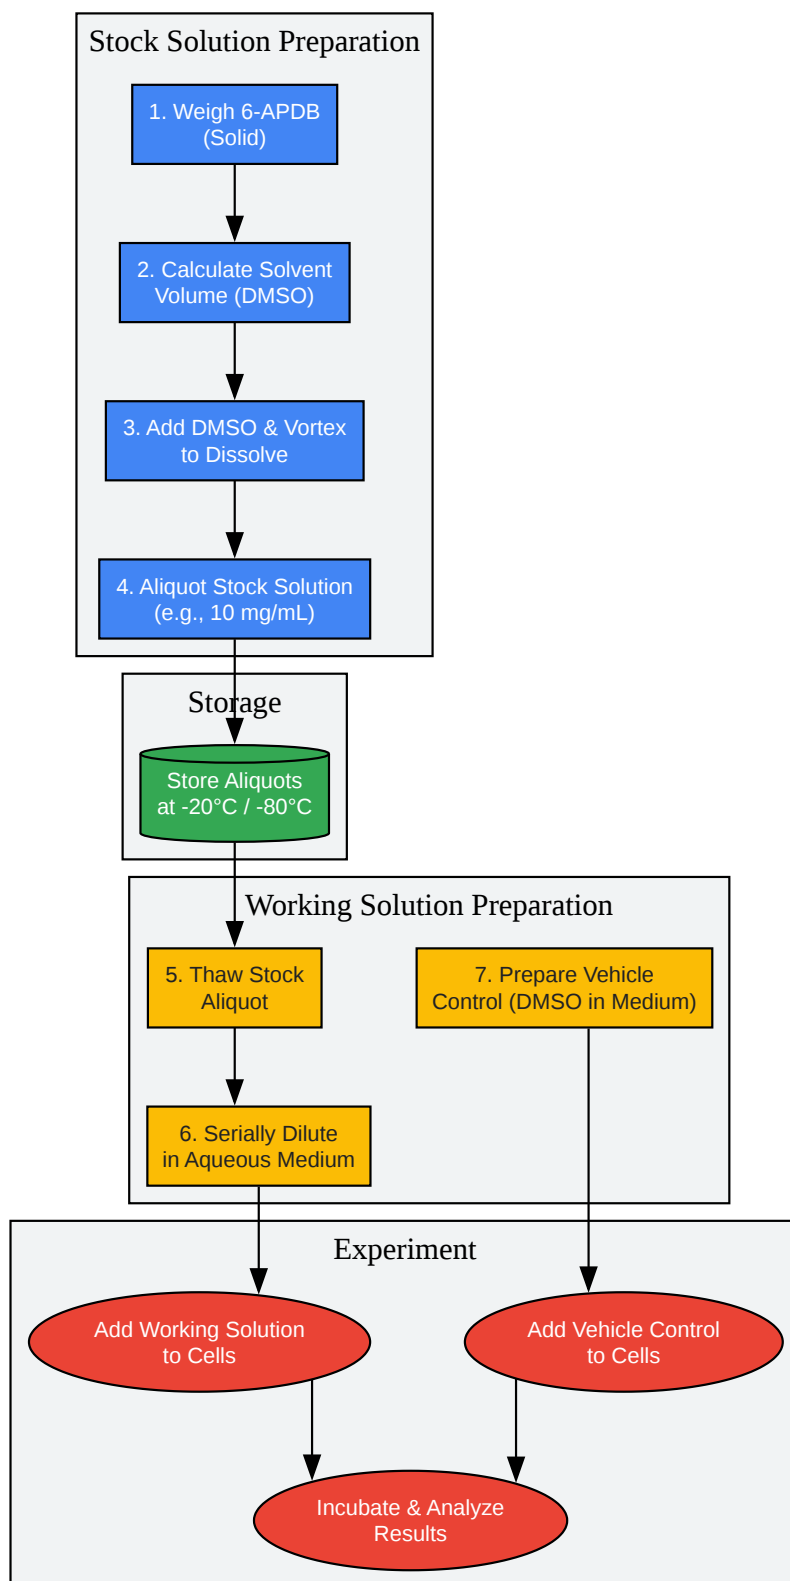 Stock Solution Preparation
1. Weigh 6-APDB
(Solid)
2. Calculate Solvent
Volume (DMSO)
3. Add DMSO & Vortex
to Dissolve
4. Aliquot Stock Solution
(e.g., 10 mg/mL)
Storage
Store Aliquots
at -20°C / -80°C
Working Solution Preparation
5. Thaw Stock
Aliquot
7. Prepare Vehicle
Control (DMSO in Medium)
6. Serially Dilute
in Aqueous Medium
Experiment
Add Working Solution
to Cells
Add Vehicle Control
to Cells
Incubate & Analyze
Results